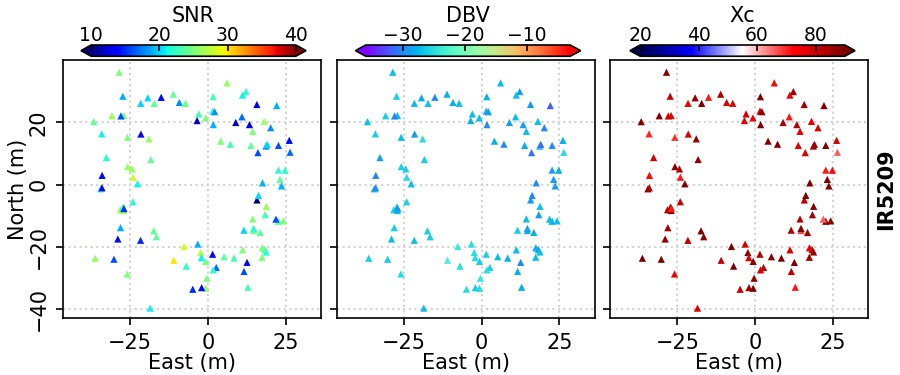 SNR DBV Xc
10 20 30 40 −30 −20 −10 20 40 60 80
20
0
−20
−40
North (m)
−25 0 25 −25 0 25 −25 0 25
East (m) East (m) East (m)
IR5209